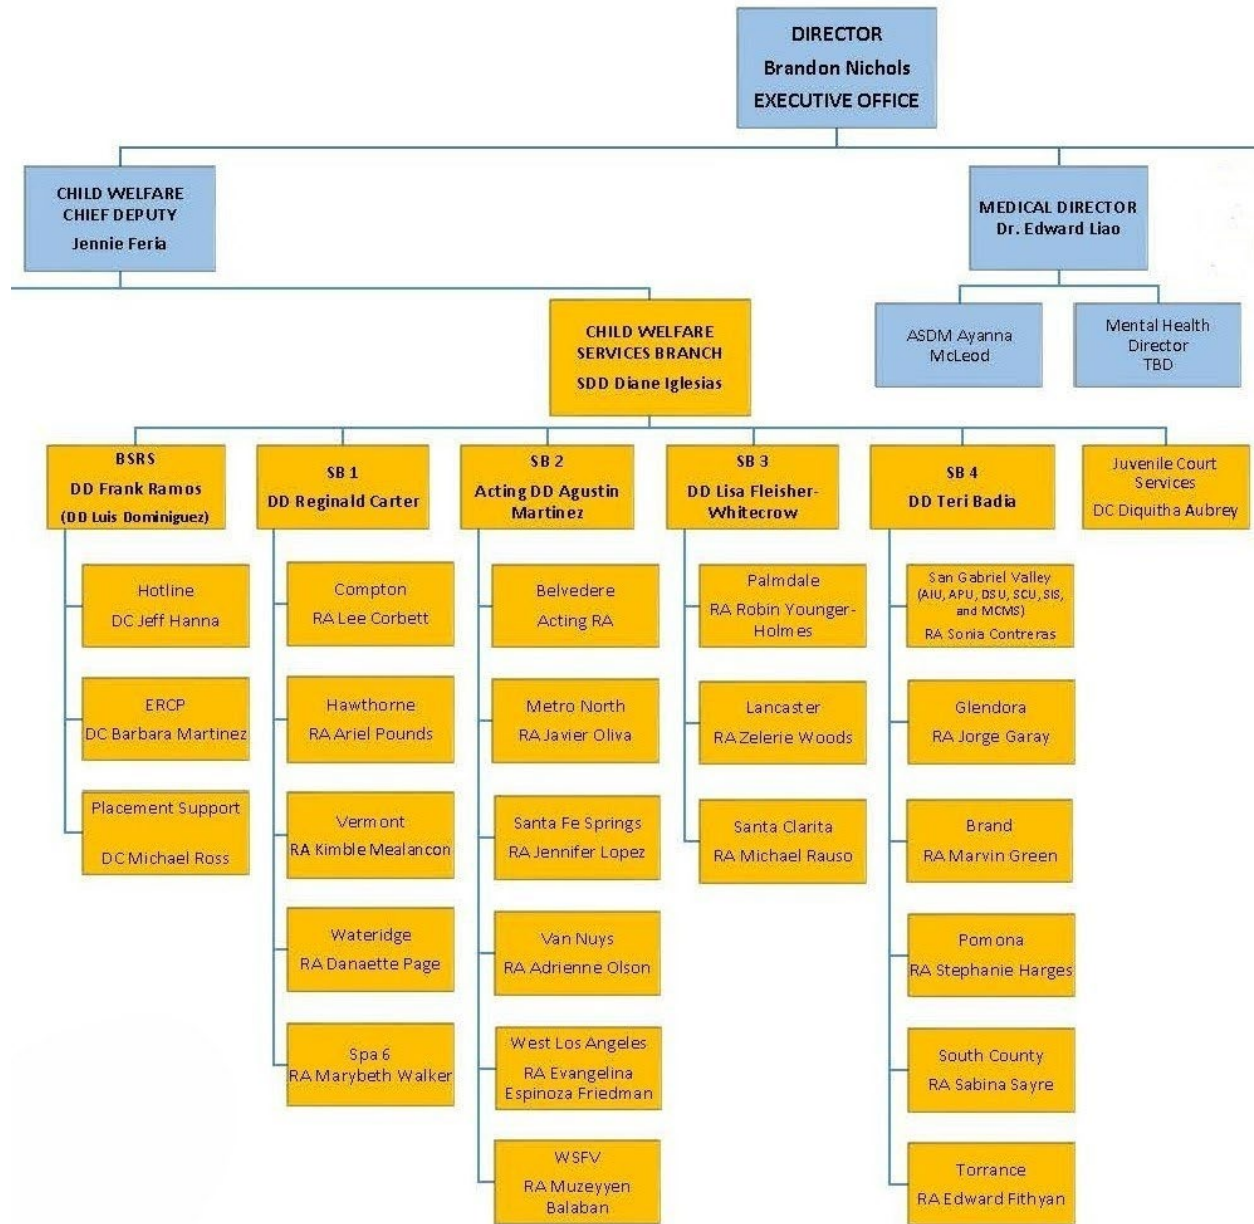 DIRECTOR
Brandon Nichols
EXECUTIVE OFFICE
CHILD WELFARE
CHIEF DEPUTY
Jennie Feria
MEDICAL DIRECTOR
Dr. Edward Liao
CHILD WELFARE
SERVICES BRANCH
SDD Diane Iglesias
ASDM Ayanna
McLeod
Mental Health
Director
TBD
BSRS
DD Frank Ramos
(DD Luis Dominiguez)
Hotline
DC Jeff Hanna
ERCP
DC Barbara Martinez
Placement Support
DC Michael Ross
SB 1
DD Reginald Carter
Compton
RA Lee Corbett
Hawthorne
RA Ariel Pounds
Vermont
RA Kimble Mealancon
Wateridge
RA Danaette Page
Spa 6
RA Marybeth Walker
SB 2
Acting DD Agustin
Martinez
Belvedere
Acting RA
Metro North
RA Javier Oliva
Santa Fe Springs
RA Jennifer Lopez
Van Nuys
RA Adrienne Olson
West Los Angeles
RA Evangelina
Espinoza Friedman
WSFV
RA Muzeyyen
Balaban
SB 3
DD Lisa Fleisher-
Whitecrow
Palmdale
RA Robin Younger-
Holmes
Lancaster
RA Zelerie Woods
Santa Clarita
RA Michael Rauso
SB 4
DD Teri Badia
San Gabriel Valley
(AIU, APU, DSU, SCU, SIS,
and MCMS)
RA Sonia Contreras
Glendora
RA Jorge Garay
Brand
RA Marvin Green
Pomona
RA Stephanie Harges
South County
RA Sabina Sayre
Torrance
RA Edward Fithyan
Juvenile Court
Services
DC Diquitha Aubrey